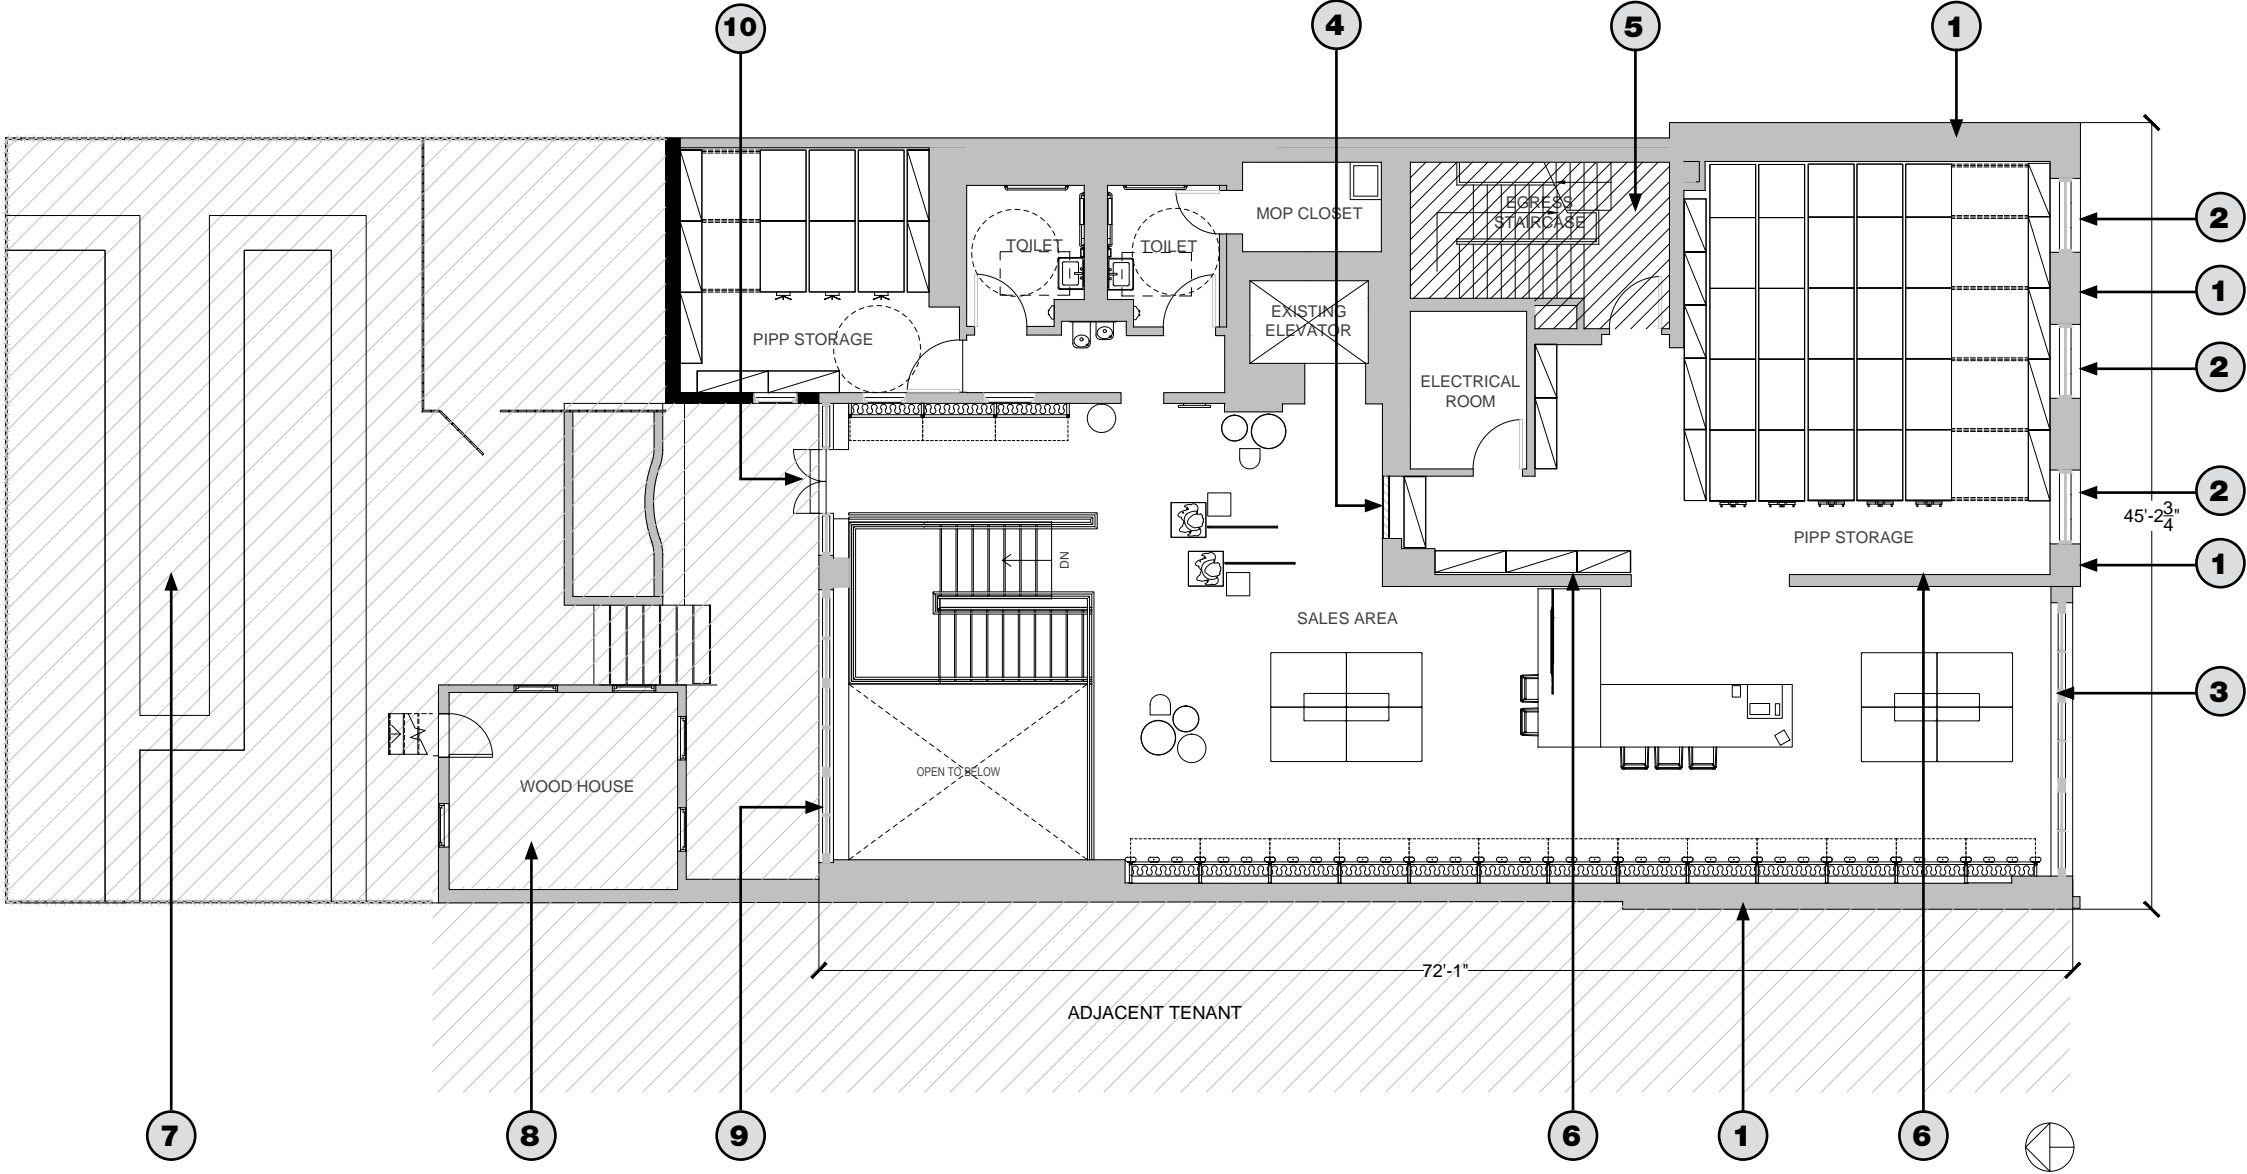 10
4
5
1
MOP CLOSET
EGRESS
STAIRCASE
2
TOILET
TOILET
1
EXISTING
ELEVATOR
PIPP STORAGE
2
ELECTRICAL
ROOM
2
45'-2 3/4"
PIPP STORAGE
DN
1
SALES AREA
3
OPEN TO BELOW
WOOD HOUSE
72'-1"
ADJACENT TENANT
7
8
9
6
1
6